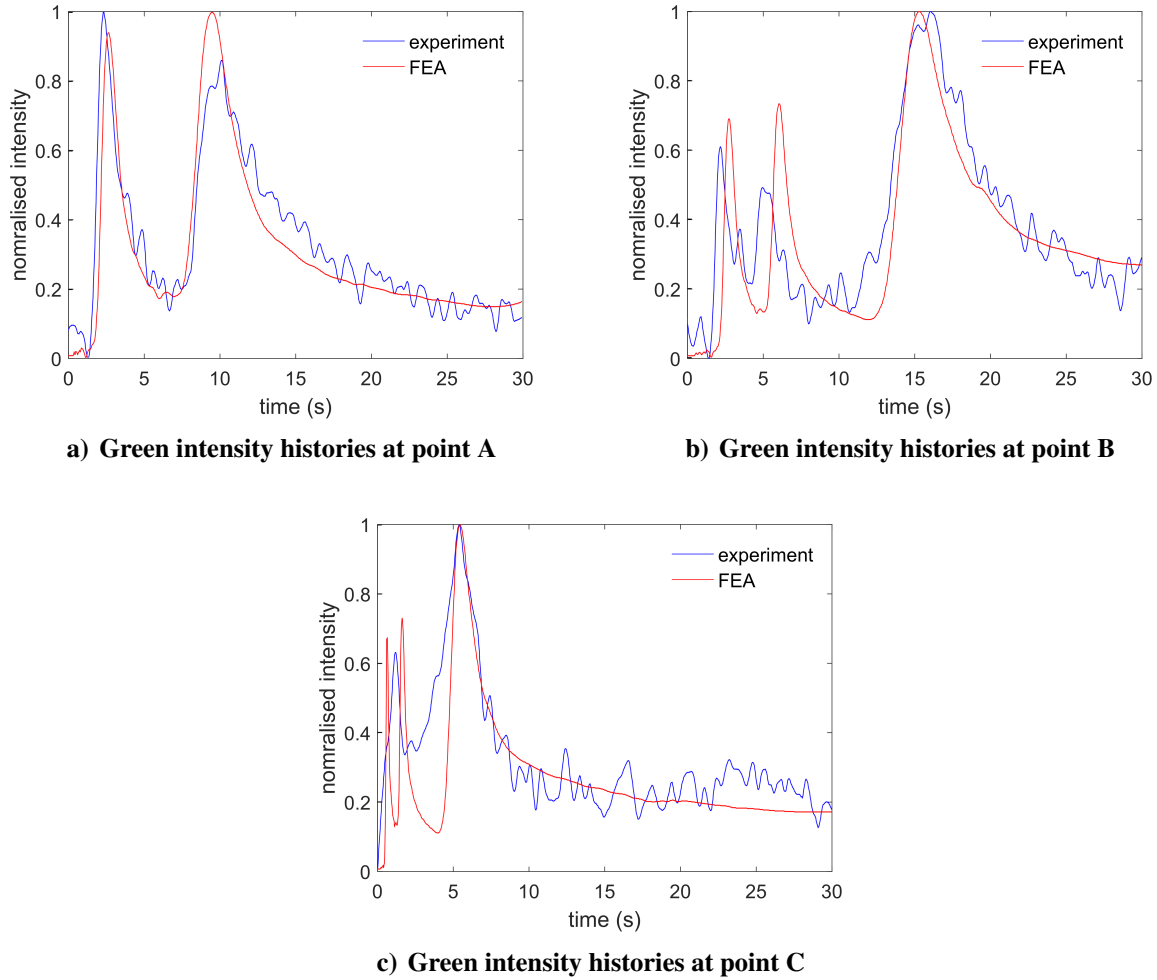 1
0.8
0.6
0.4
0.2
0
nomralised intensity
experiment
FEA
0 5 10 15 20 25 30
time (s)
a) Green intensity histories at point A
1
0.8
0.6
0.4
0.2
0
nomralised intensity
experiment
FEA
0 5 10 15 20 25 30
time (s)
b) Green intensity histories at point B
1
0.8
0.6
0.4
0.2
0
nomralised intensity
experiment
FEA
0 5 10 15 20 25 30
time (s)
c) Green intensity histories at point C